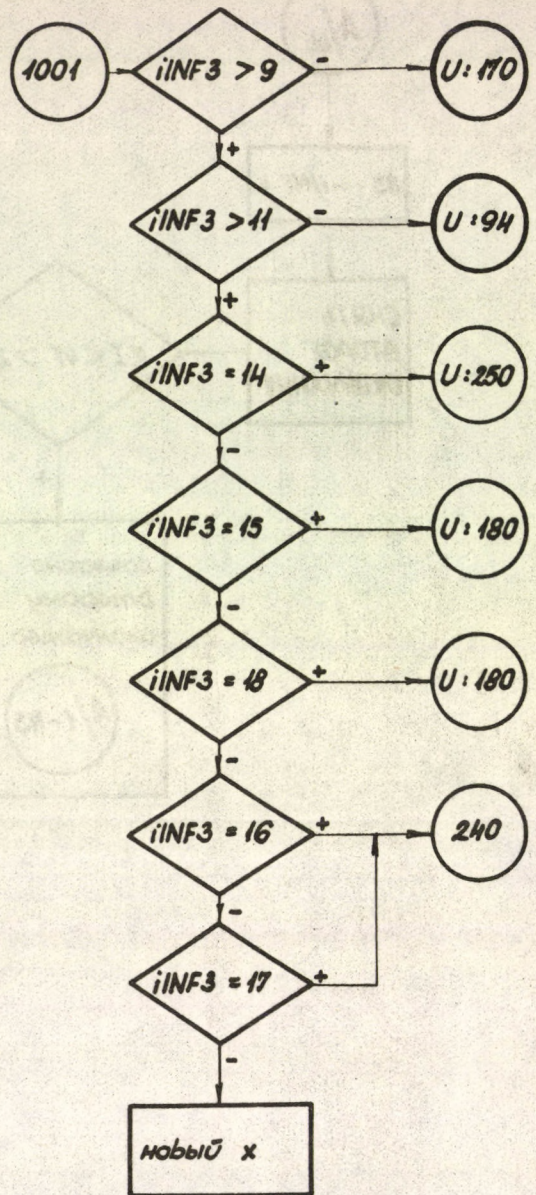 1001
iINF3 > 9
-
U:170
+
iINF3 > 11
-
U:94
+
iINF3 = 14
+
U:250
-
iINF3 = 15
+
U:180
-
iINF3 = 18
+
U:180
-
iINF3 = 16
+
240
-
iINF3 = 17
+
-
новый x